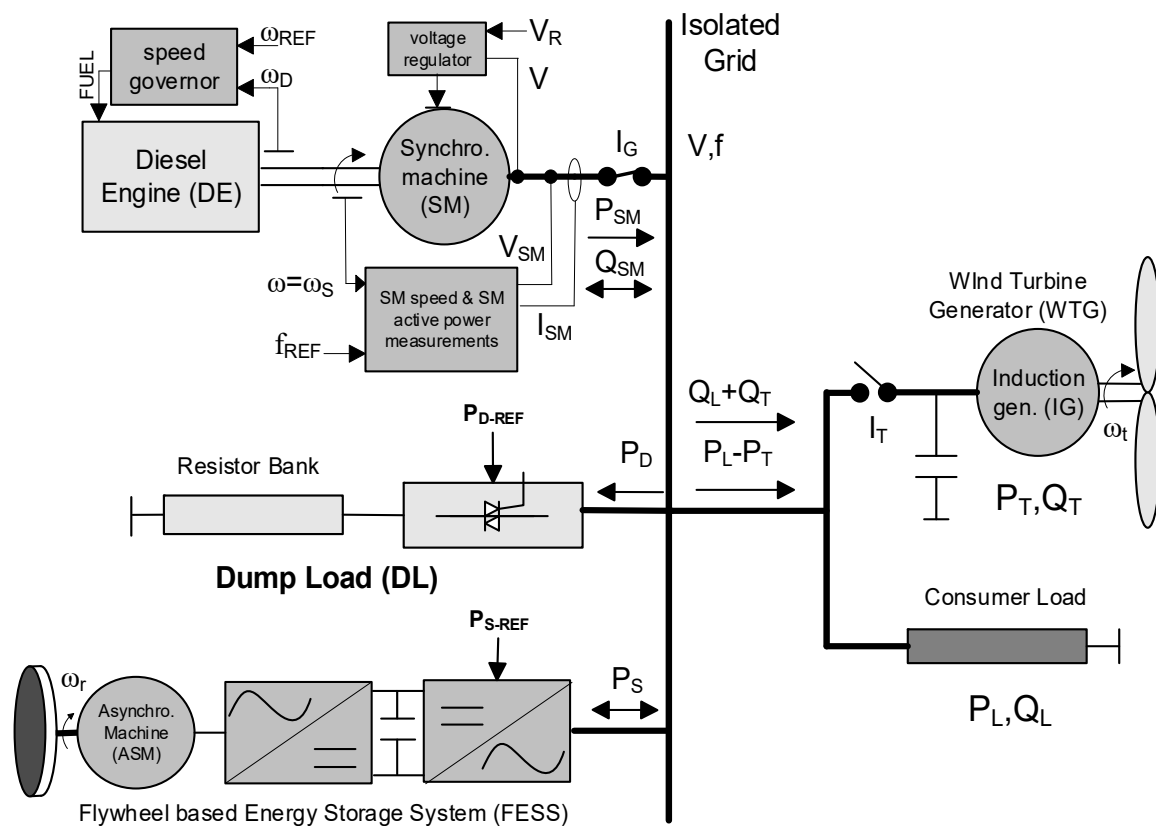 speed
governor
ωREF
ωD
FUEL
Diesel
Engine (DE)
voltage
regulator
VR
V
Synchro.
machine
(SM)
IG
PSM
QSM
VSM
ISM
ω=ωS
fREF
SM speed & SM
active power
measurements
Isolated
Grid
V,f
WInd Turbine
Generator (WTG)
Induction
gen. (IG)
ωt
IT
QL+QT
PL-PT
PT,QT
PD-REF
PD
Resistor Bank
Dump Load (DL)
Consumer Load
PL,QL
PS-REF
PS
ωr
Asynchro.
Machine
(ASM)
Flywheel based Energy Storage System (FESS)